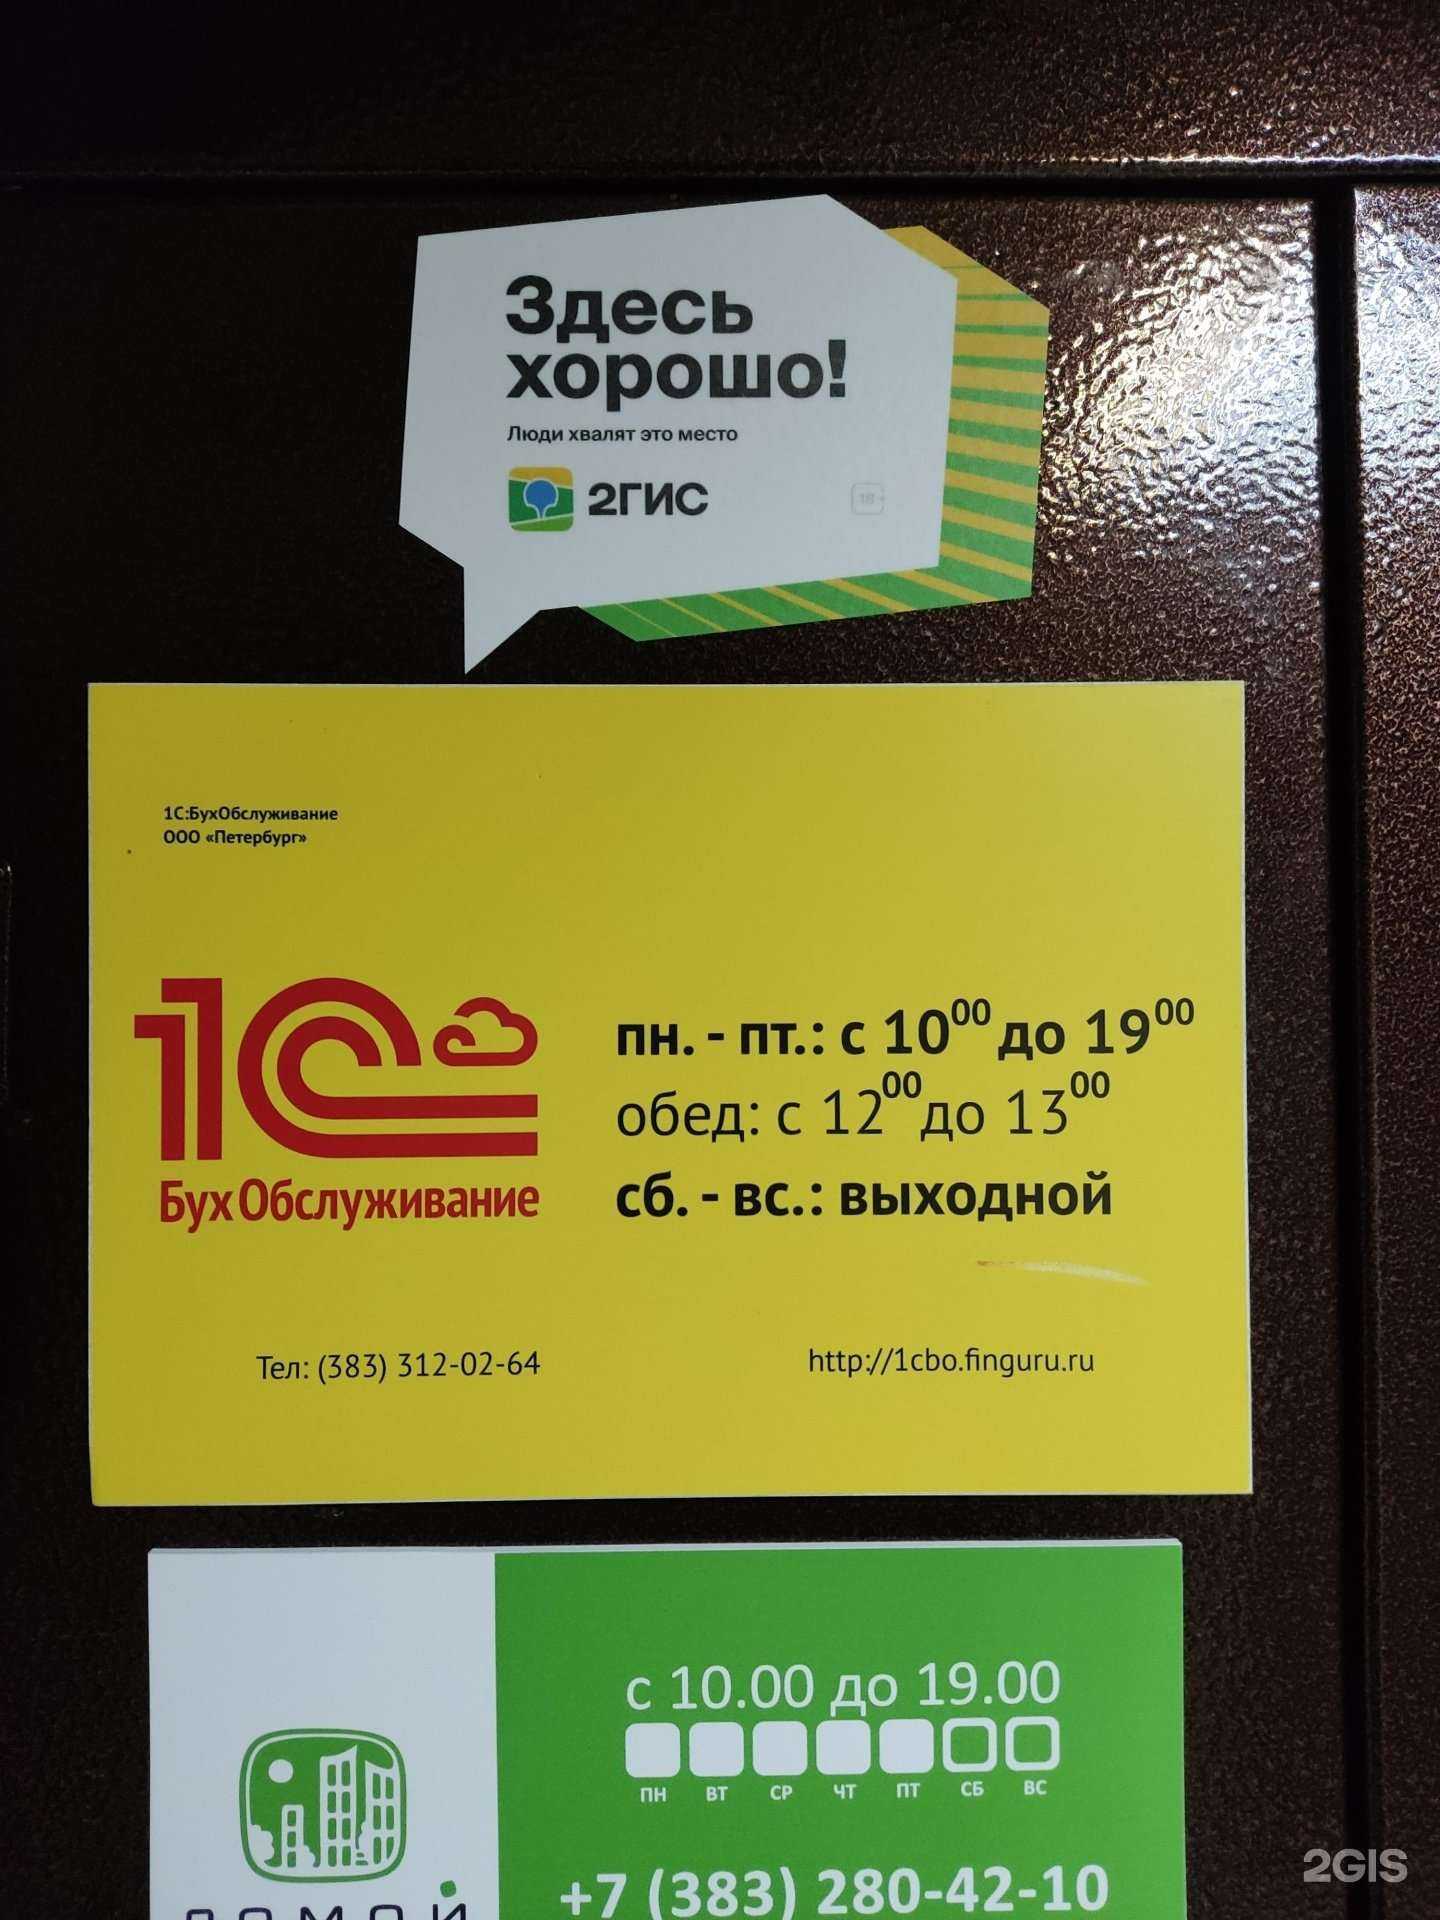 Здесь
хорошо!
Люди хвалят это место
2ГИС
18+
1С:БухОбслуживание
ООО «Петербург»
1С
БухОбслуживание
пн. - пт.: с 10⁰⁰ до 19⁰⁰
обед: с 12⁰⁰ до 13⁰⁰
сб. - вс.: выходной
Тел: (383) 312-02-64
http://1cbo.finguru.ru
с 10.00 до 19.00
ПН ВТ СР ЧТ ПТ СБ ВС
+7 (383) 280-42-10
ДОМОЙ
2GIS